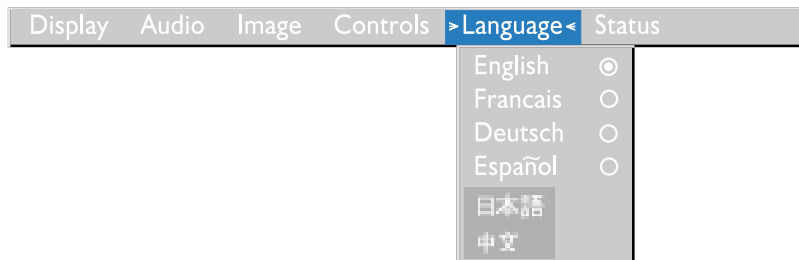 Display Audio Image Controls >Language< Status
English
Francais
Deutsch
Español
日本語
中文